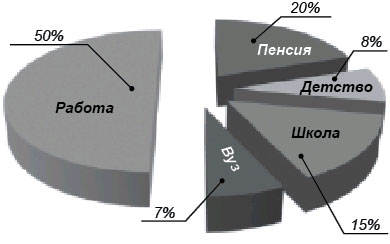 20%
50%
Пенсия
8%
Детство
Работа
Школа
Вуз
7%
15%